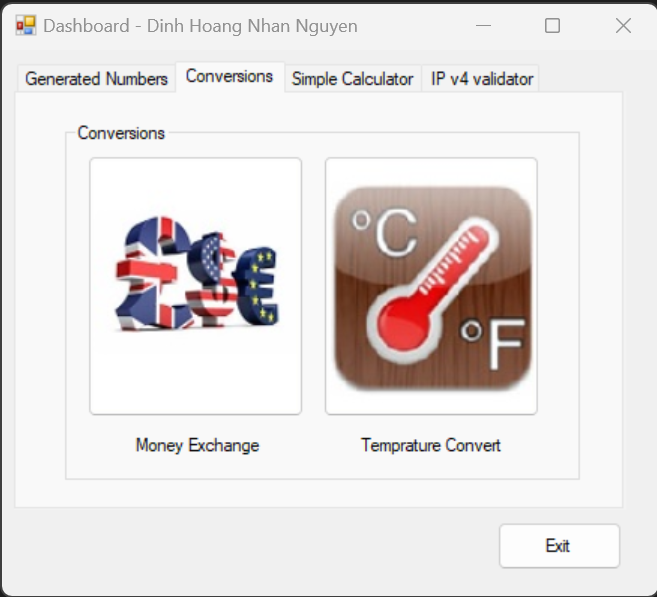 Dashboard - Dinh Hoang Nhan Nguyen
Generated Numbers Conversions Simple Calculator IP v4 validator
Conversions
£$€
°C
°F
Money Exchange Temprature Convert
Exit